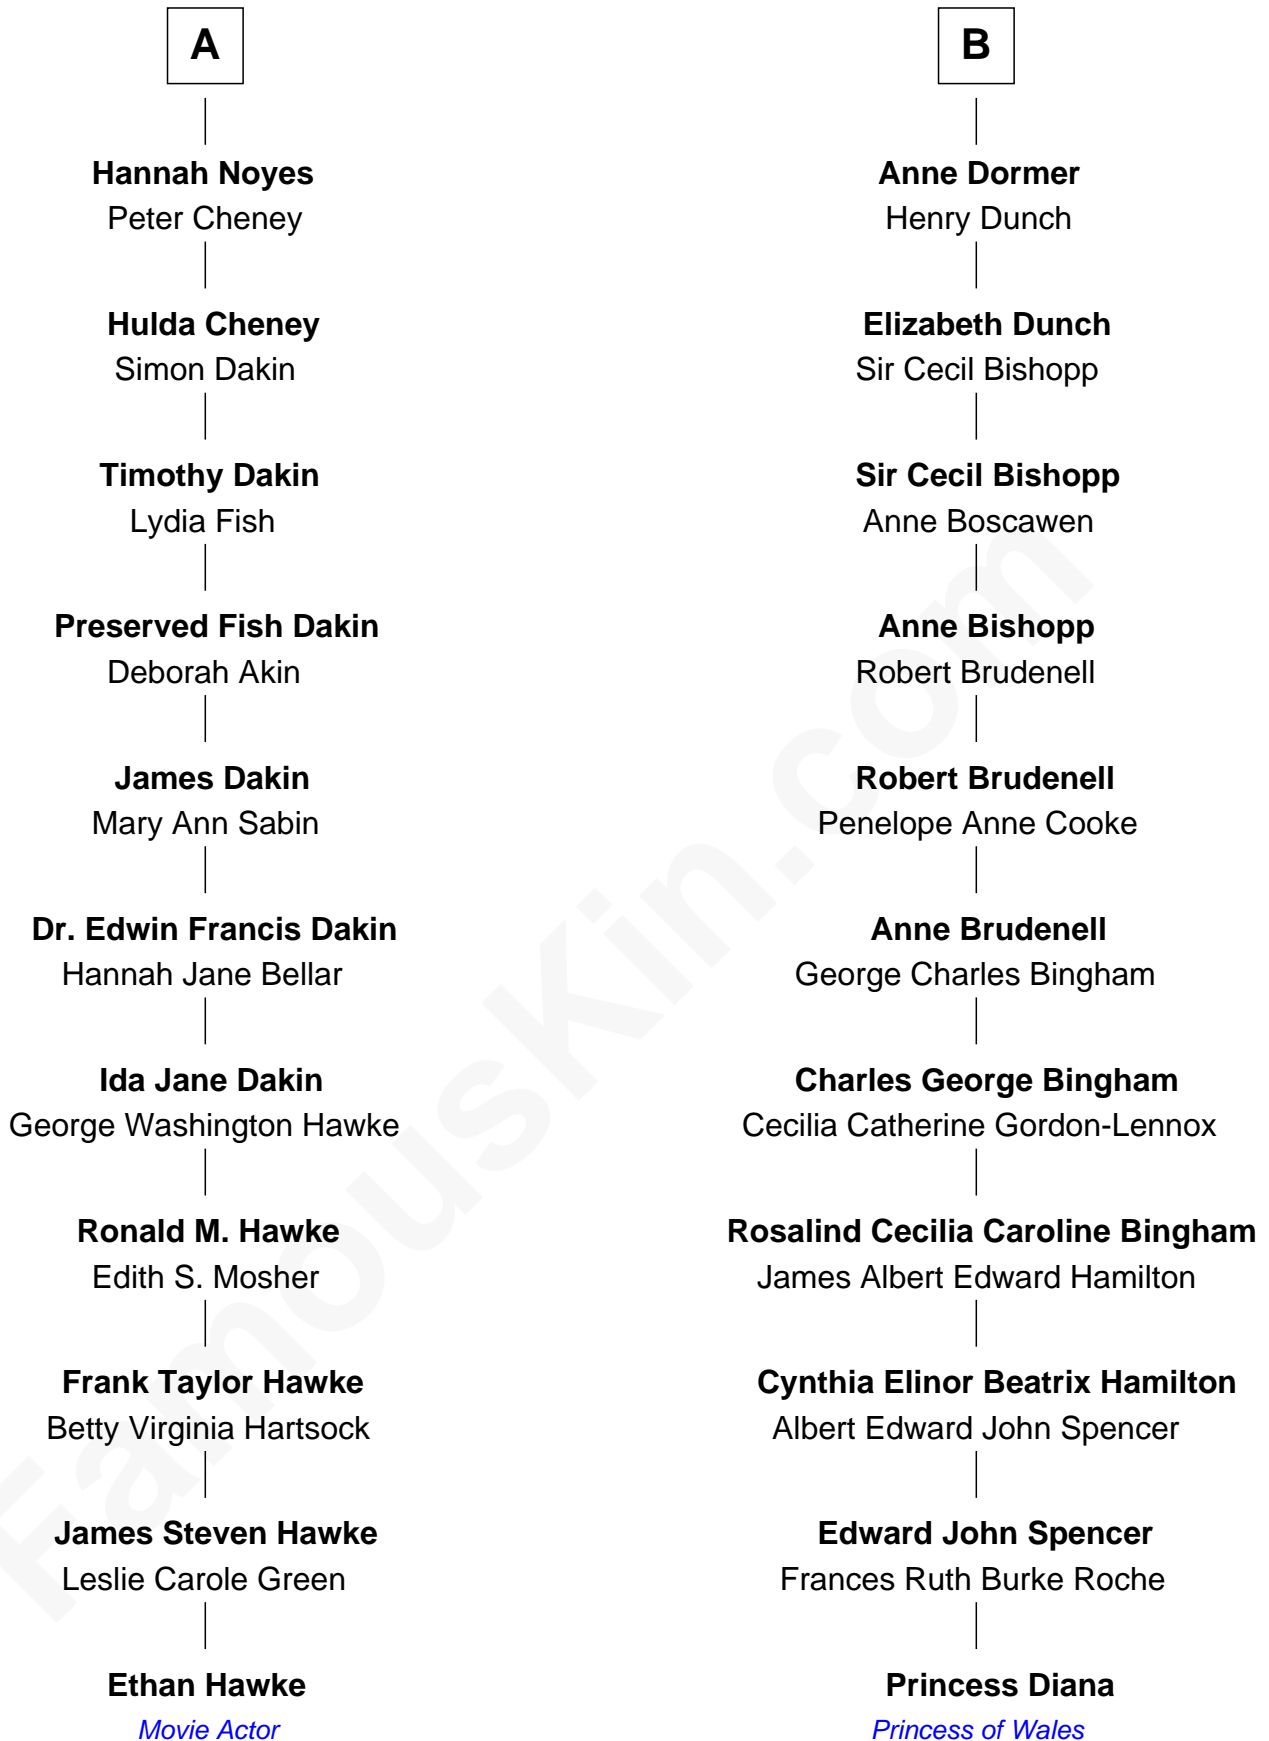 A
Hannah Noyes
Peter Cheney
Hulda Cheney
Simon Dakin
Timothy Dakin
Lydia Fish
Preserved Fish Dakin
Deborah Akin
James Dakin
Mary Ann Sabin
Dr. Edwin Francis Dakin
Hannah Jane Bellar
Ida Jane Dakin
George Washington Hawke
Ronald M. Hawke
Edith S. Mosher
Frank Taylor Hawke
Betty Virginia Hartsock
James Steven Hawke
Leslie Carole Green
Ethan Hawke
Movie Actor
B
Anne Dormer
Henry Dunch
Elizabeth Dunch
Sir Cecil Bishopp
Sir Cecil Bishopp
Anne Boscawen
Anne Bishopp
Robert Brudenell
Robert Brudenell
Penelope Anne Cooke
Anne Brudenell
George Charles Bingham
Charles George Bingham
Cecilia Catherine Gordon-Lennox
Rosalind Cecilia Caroline Bingham
James Albert Edward Hamilton
Cynthia Elinor Beatrix Hamilton
Albert Edward John Spencer
Edward John Spencer
Frances Ruth Burke Roche
Princess Diana
Princess of Wales
FamousKin.com